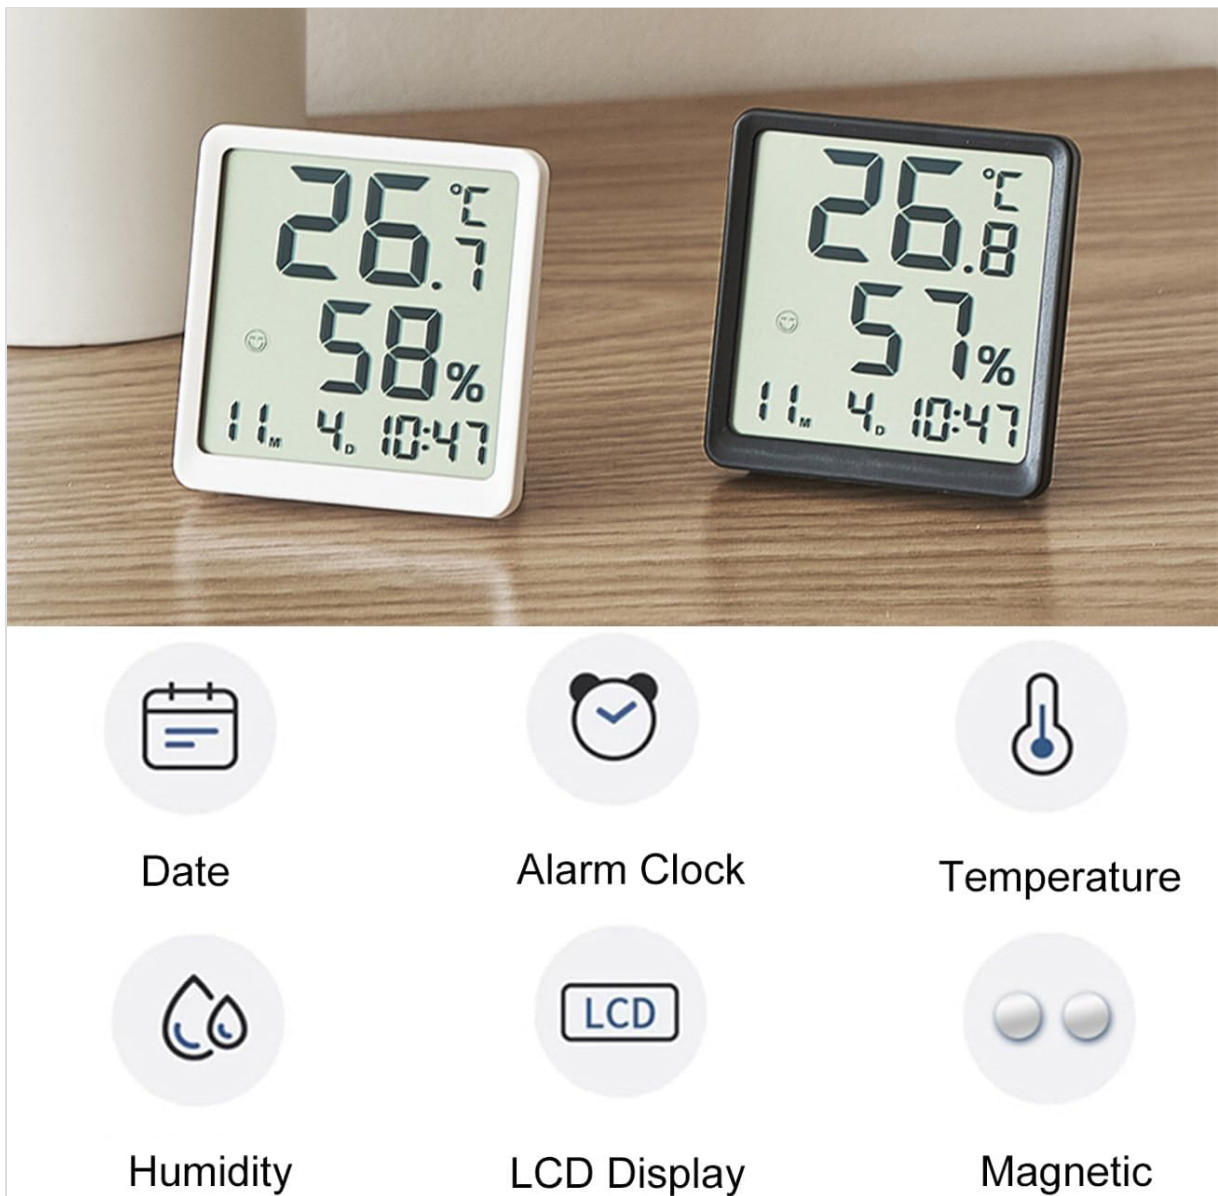 26.7 °C
58%
11M 4D 10:47
26.8 °C
57%
11M 4D 10:47
Date
Alarm Clock
Temperature
LCD
Humidity
LCD Display
Magnetic